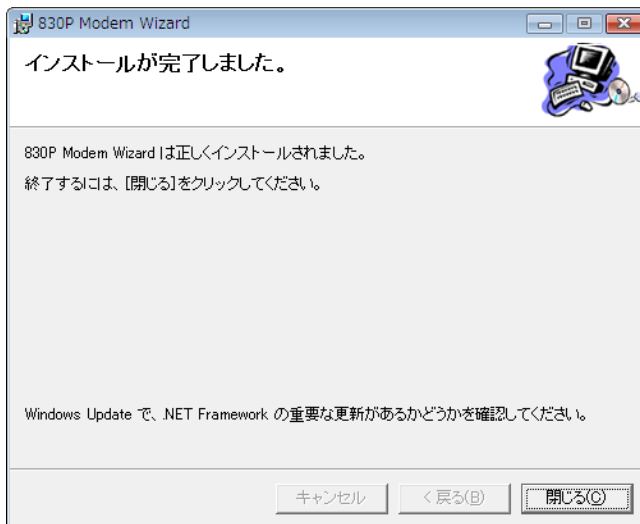 830P Modem Wizard
インストールが完了しました。
830P Modem Wizard は正しくインストールされました。
終了するには、[閉じる]をクリックしてください。
Windows Update で、.NET Framework の重要な更新があるかどうかを確認してください。
キャンセル
< 戻る(B)
閉じる(C)